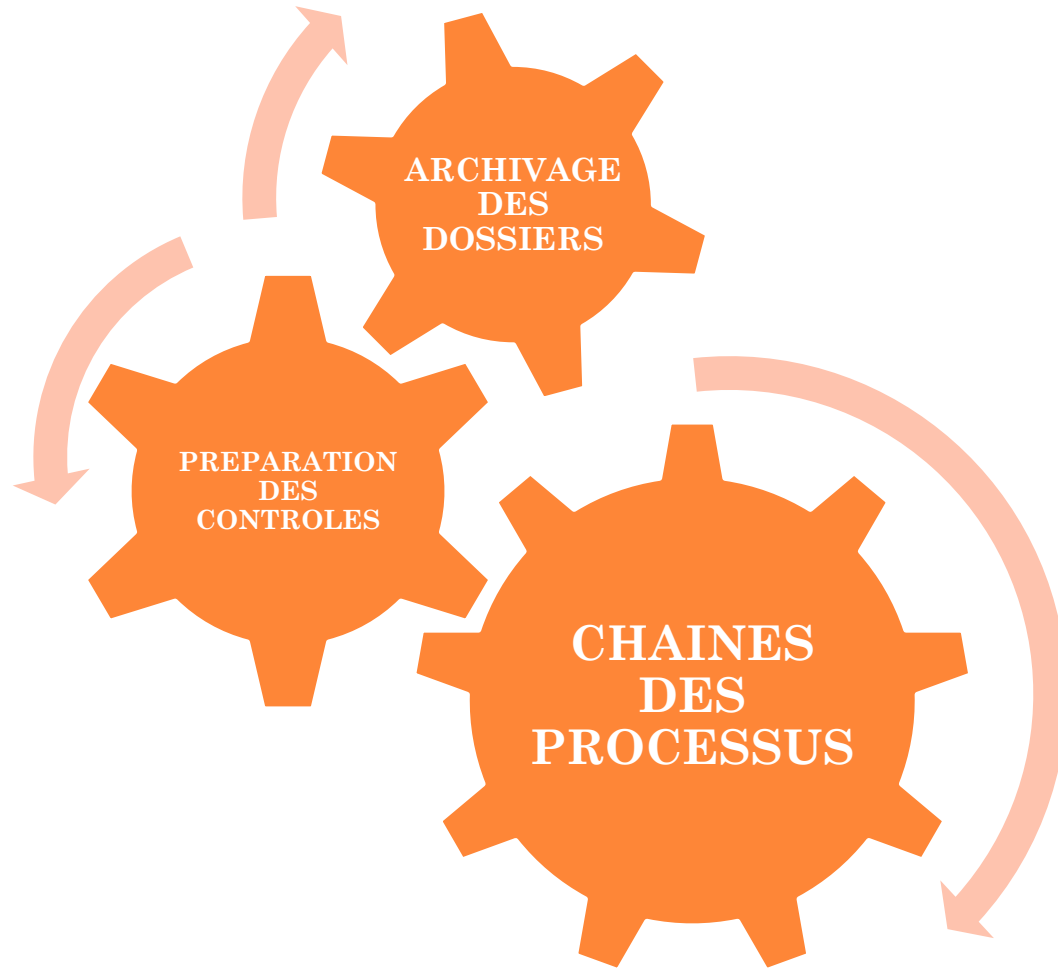 ARCHIVAGE
DES
DOSSIERS
PREPARATION
DES
CONTROLES
CHAINES
DES
PROCESSUS